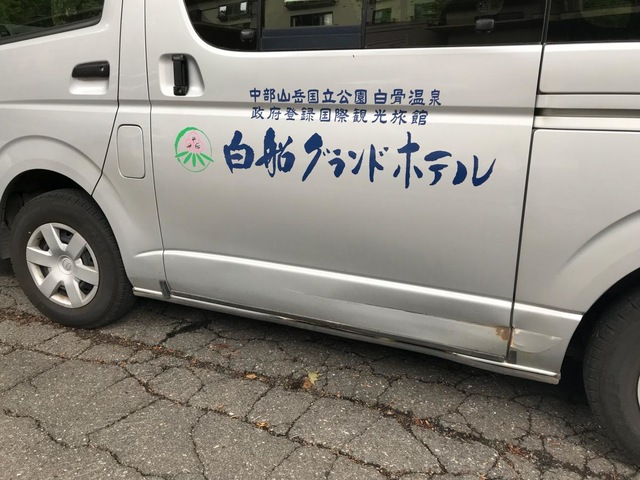 中部山岳国立公園 白骨温泉
政府登録国際観光旅館
白船グランドホテル